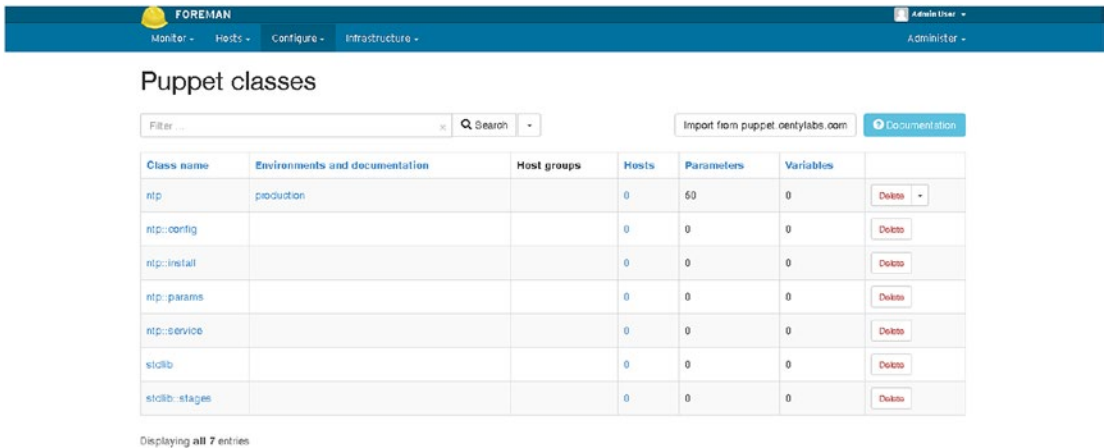 FOREMAN
Admin User
Monitor Hosts Configure Infrastructure Administer
Puppet classes
Filter ... × Search Import from puppet.centylabs.com Documentation
Class name Environments and documentation Host groups Hosts Parameters Variables
ntp production 0 50 0 Delete
ntp::config 0 0 0 Delete
ntp::install 0 0 0 Delete
ntp::params 0 0 0 Delete
ntp::service 0 0 0 Delete
stdlib 0 0 0 Delete
stdlib::stages 0 0 0 Delete
Displaying all 7 entries